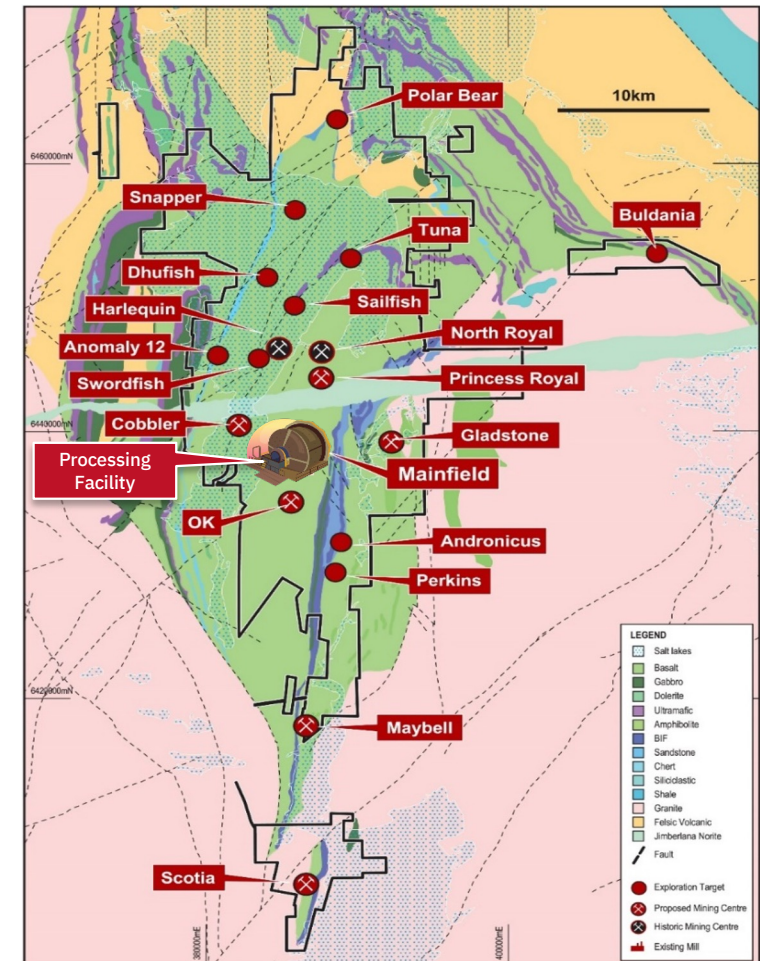 Polar Bear
10km
6460000mN
Snapper
Buldania
Tuna
Dhufish
Sailfish
Harlequin
North Royal
Anomaly 12
Princess Royal
Swordfish
Cobbler
6440000mN
Gladstone
Processing
Facility
Mainfield
OK
Andronicus
Perkins
6420000mN
Maybell
Scotia
380000mE
400000mE
LEGEND
Salt lakes
Basalt
Gabbro
Dolerite
Ultramafic
Amphibolite
BIF
Sandstone
Chert
Siliciclastic
Shale
Granite
Felsic Volcanic
Jimberlana Norite
Fault
Exploration Target
Proposed Mining Centre
Historic Mining Centre
Existing Mill